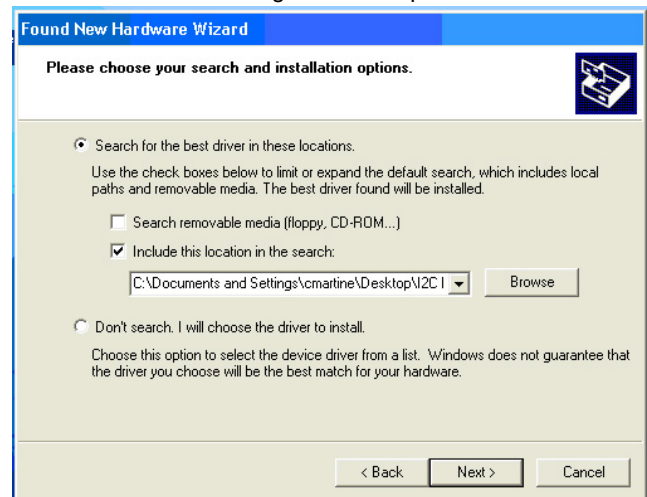 Found New Hardware Wizard
Please choose your search and installation options.
Search for the best driver in these locations.
Use the check boxes below to limit or expand the default search, which includes local
paths and removable media. The best driver found will be installed.
Search removable media (floppy, CD-ROM...)
Include this location in the search:
C:\Documents and Settings\cmartine\Desktop\I2C I
Browse
Don't search. I will choose the driver to install.
Choose this option to select the device driver from a list. Windows does not guarantee that
the driver you choose will be the best match for your hardware.
< Back
Next >
Cancel